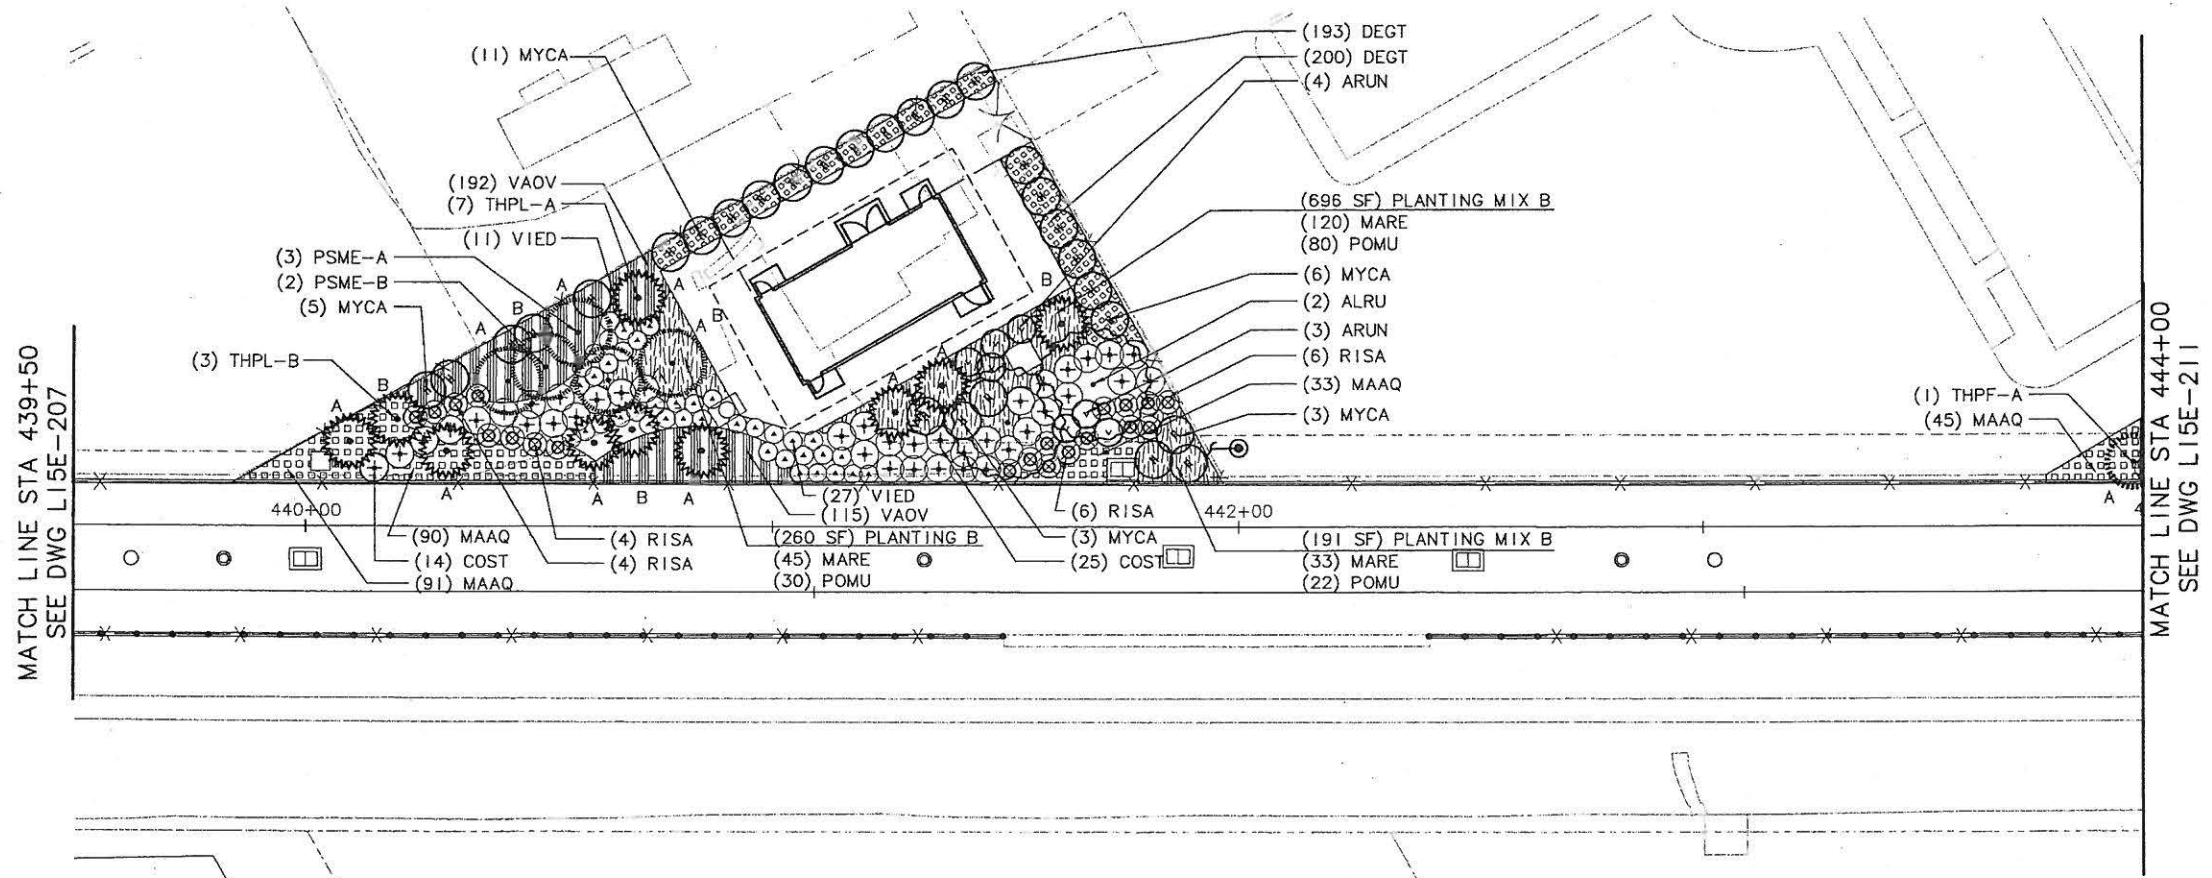 (11) MYCA
(193) DEGT
(200) DEGT
(4) ARUN
(192) VAOV
(7) THPL-A
(11) VIED
(3) PSME-A
(2) PSME-B
(5) MYCA
(3) THPL-B
(696 SF) PLANTING MIX B
(120) MARE
(80) POMU
(6) MYCA
(2) ALRU
(3) ARUN
(6) RISA
(33) MAAQ
(3) MYCA
(1) THPF-A
(45) MAAQ
A
B
A
A
A
B
B
A
B
A
A
A
A
A
B
A
A
440+00
442+00
4
(90) MAAQ
(14) COST
(91) MAAQ
(4) RISA
(4) RISA
(27) VIED
(115) VAOV
(260 SF) PLANTING B
(45) MARE
(30) POMU
(6) RISA
(3) MYCA
(25) COST
(191 SF) PLANTING MIX B
(33) MARE
(22) POMU
MATCH LINE STA 439+50
SEE DWG L15E-207
MATCH LINE STA 444+00
SEE DWG L15E-211